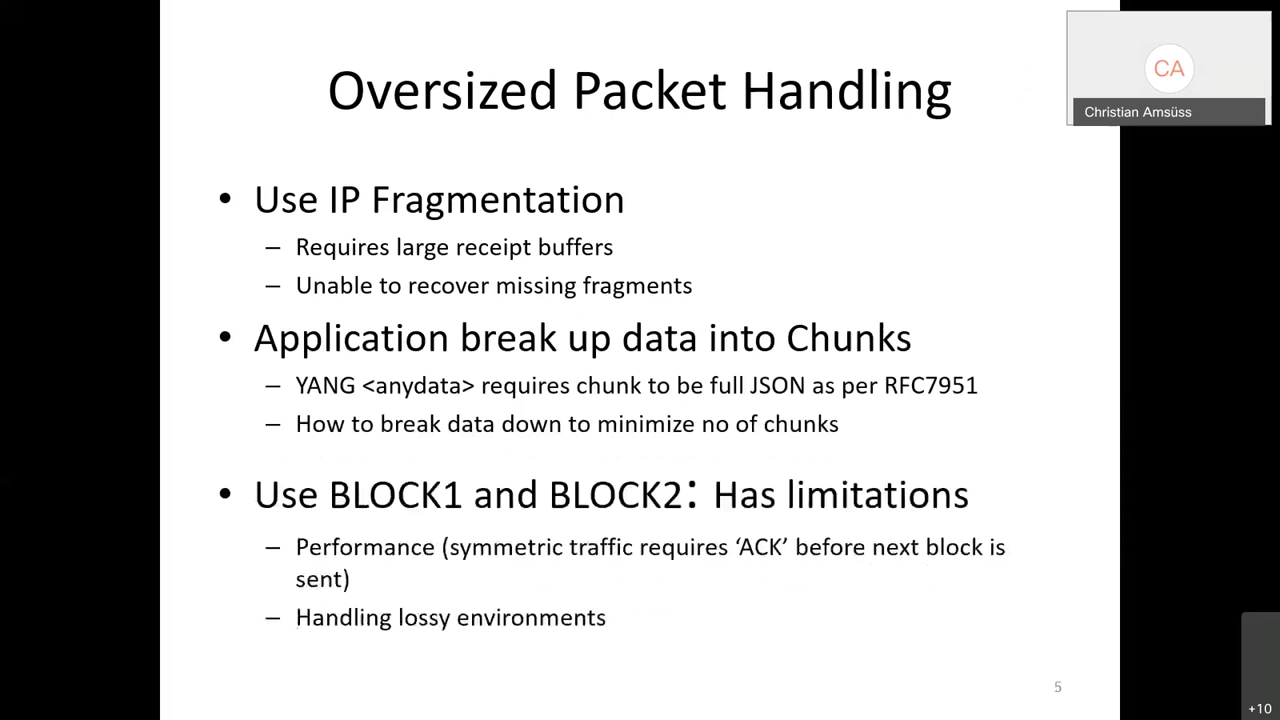 Oversized Packet Handling
CA
Christian Amsüss
• Use IP Fragmentation
– Requires large receipt buffers
– Unable to recover missing fragments
• Application break up data into Chunks
– YANG <anydata> requires chunk to be full JSON as per RFC7951
– How to break data down to minimize no of chunks
• Use BLOCK1 and BLOCK2: Has limitations
– Performance (symmetric traffic requires ‘ACK’ before next block is
sent)
– Handling lossy environments
5
+10